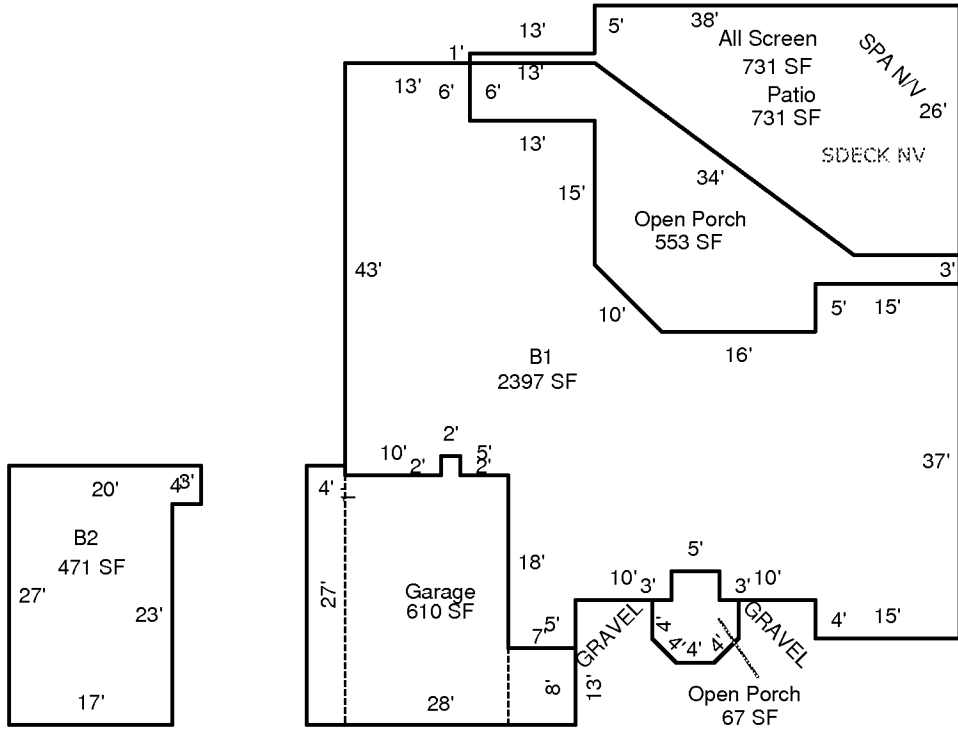 13'
5'
38'
All Screen
731 SF
SPA N/V
1'
13'
13'
6'
6'
Patio
731 SF
26'
13'
SDECK NV
34'
15'
Open Porch
553 SF
43'
3'
10'
5'
15'
16'
B1
2397 SF
2'
10'
5'
2'
2'
37'
20'
4'
3'
4'
B2
471 SF
18'
5'
27'
23'
27'
Garage
610 SF
10'
3'
3'
10'
GRAVEL
GRAVEL
4'
4'
4'
4'
4'
15'
5'
7'
8'
13'
17'
28'
Open Porch
67 SF